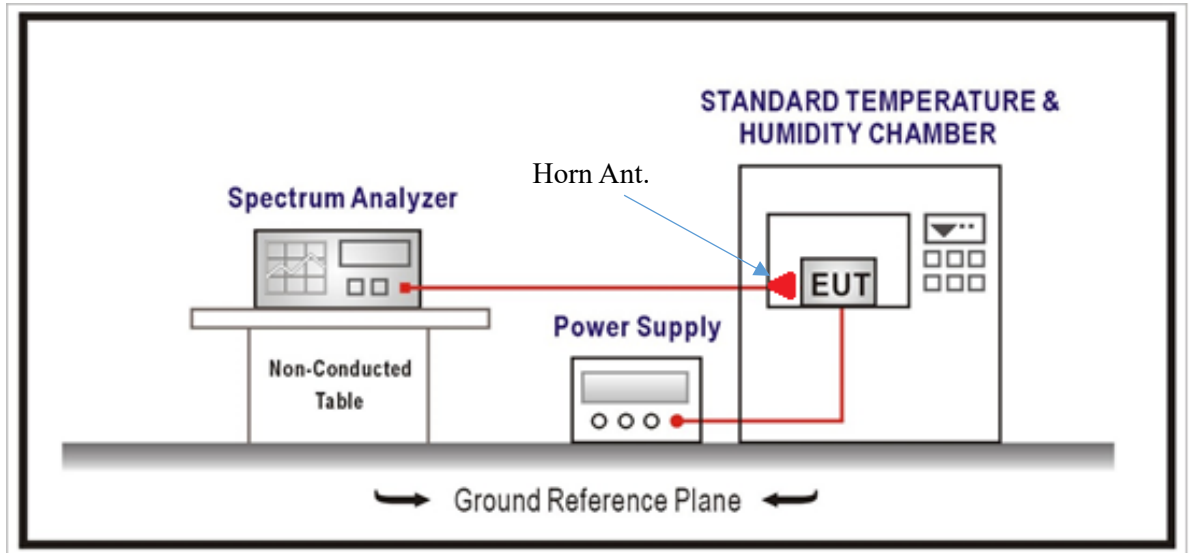 STANDARD TEMPERATURE &
HUMIDITY CHAMBER
Horn Ant.
Spectrum Analyzer
EUT
Power Supply
Non-Conducted
Table
Ground Reference Plane